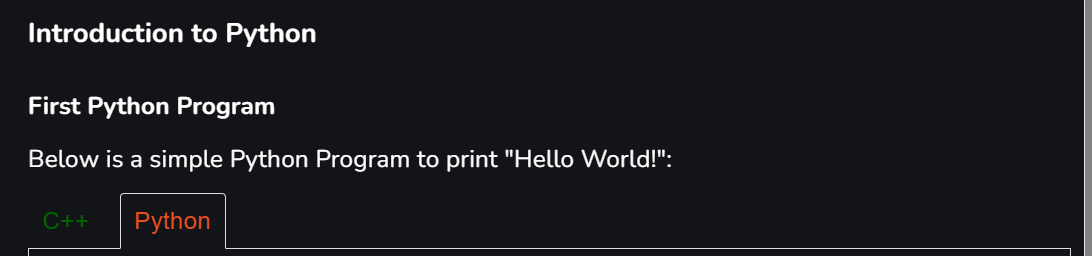 Introduction to Python
First Python Program
Below is a simple Python Program to print "Hello World!":
C++ Python